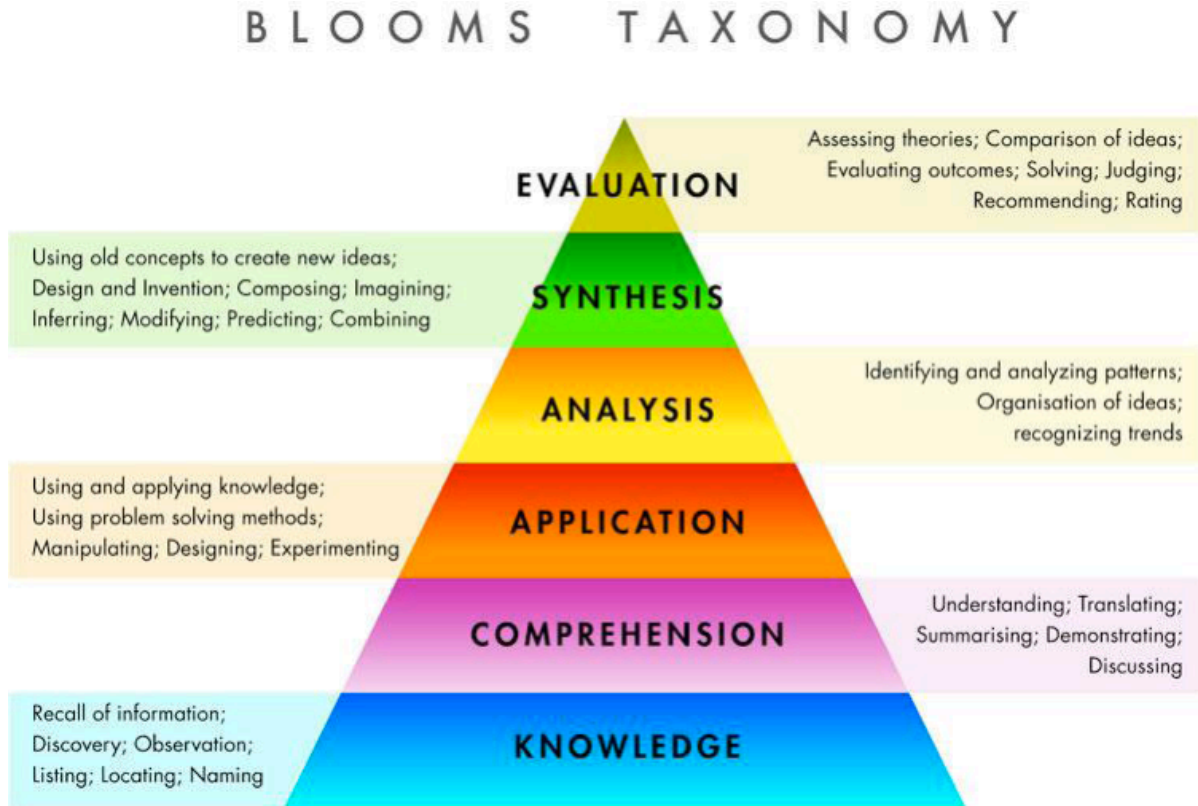 BLOOMS TAXONOMY
EVALUATION
Assessing theories; Comparison of ideas;
Evaluating outcomes; Solving; Judging;
Recommending; Rating
Using old concepts to create new ideas;
Design and Invention; Composing; Imagining;
Inferring; Modifying; Predicting; Combining
SYNTHESIS
ANALYSIS
Identifying and analyzing patterns;
Organisation of ideas;
recognizing trends
Using and applying knowledge;
Using problem solving methods;
Manipulating; Designing; Experimenting
APPLICATION
COMPREHENSION
Understanding; Translating;
Summarising; Demonstrating;
Discussing
Recall of information;
Discovery; Observation;
Listing; Locating; Naming
KNOWLEDGE